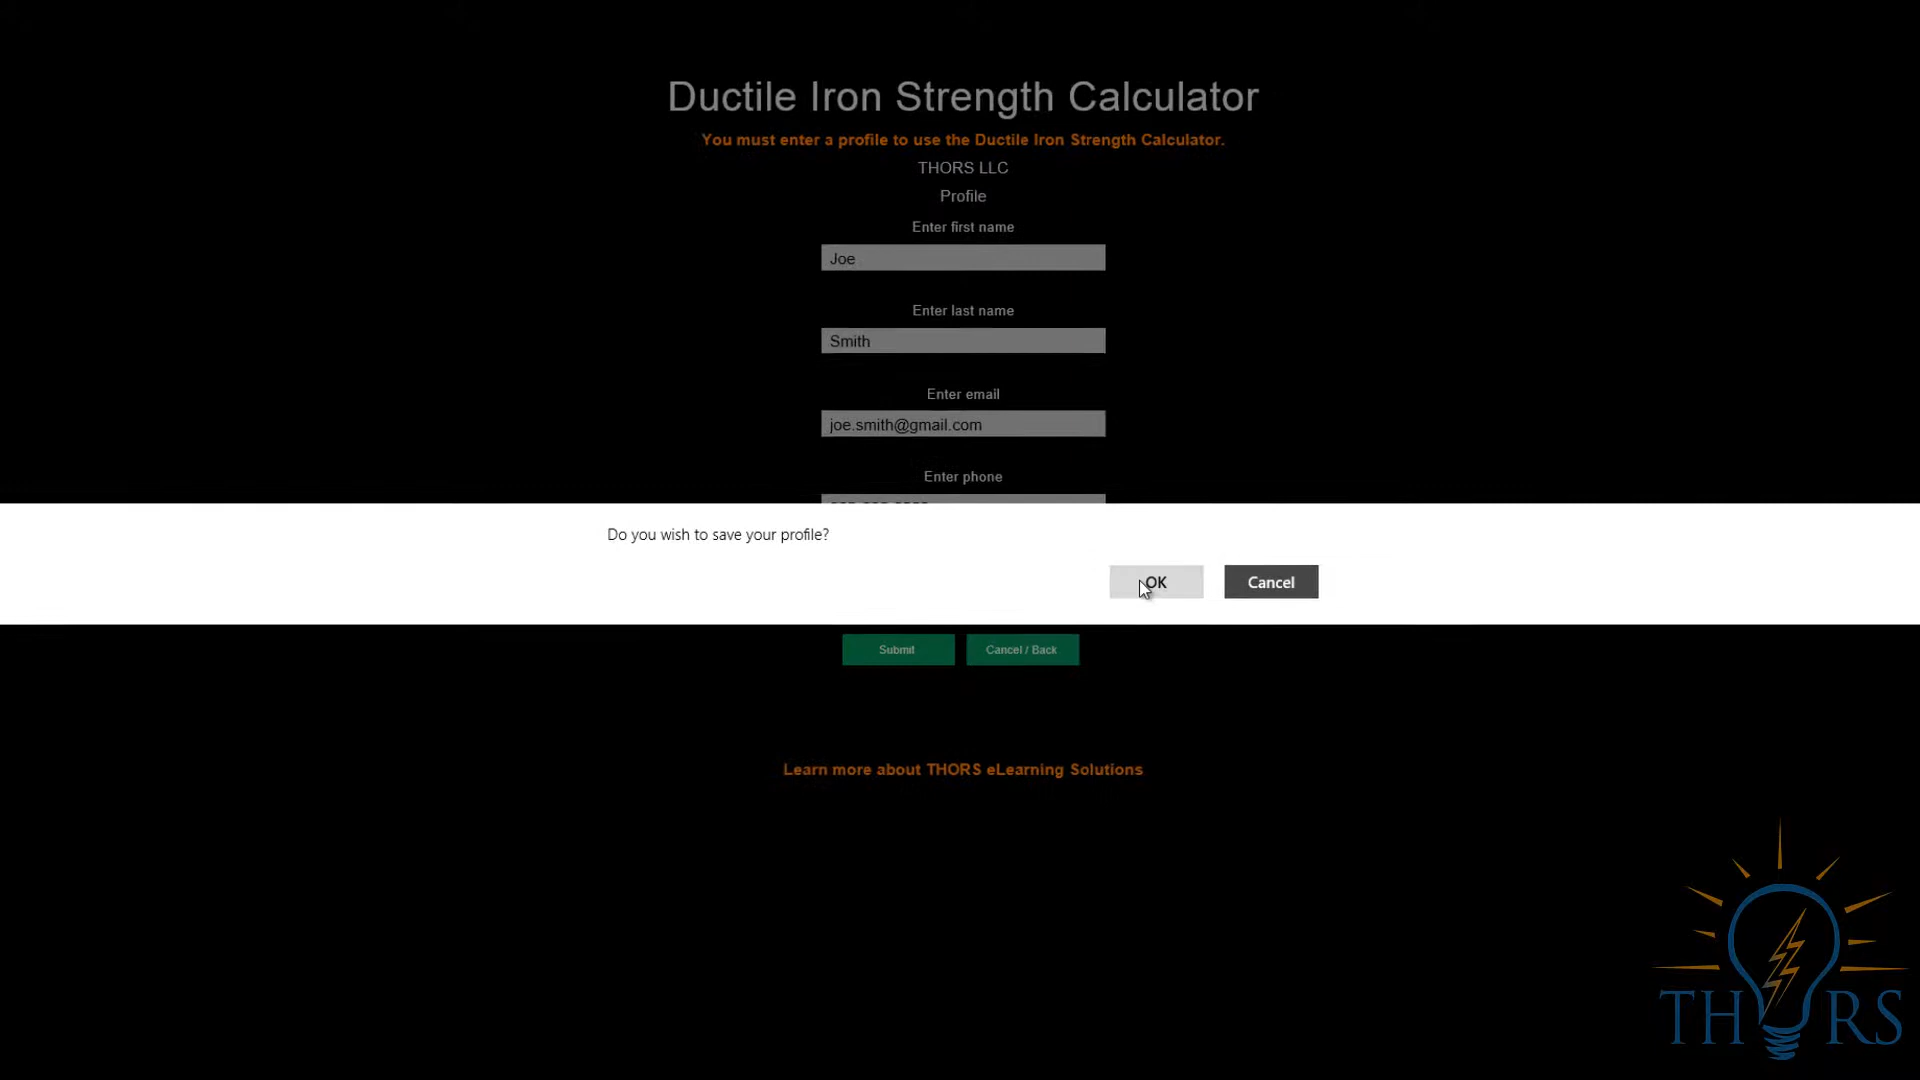 Ductile Iron Strength Calculator
You must enter a profile to use the Ductile Iron Strength Calculator.
THORS LLC
Profile
Enter first name
Joe
Enter last name
Smith
Enter email
joe.smith@gmail.com
Enter phone
Do you wish to save your profile?
OK
Cancel
Submit
Cancel / Back
Learn more about THORS eLearning Solutions
THORS